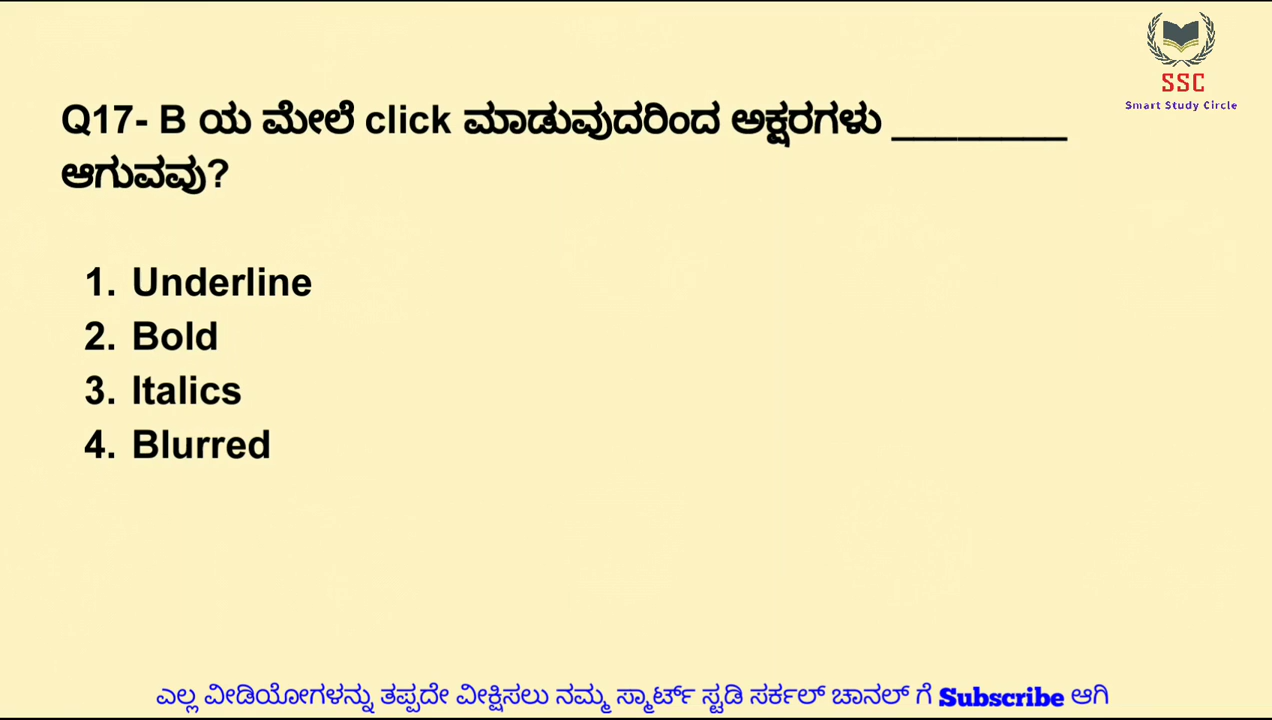 SSC
Smart Study Circle
Q17- B ಯ ಮೇಲೆ click ಮಾಡುವುದರಿಂದ ಅಕ್ಷರಗಳು ________
ಆಗುವವು?
1. Underline
2. Bold
3. Italics
4. Blurred
ಎಲ್ಲ ವೀಡಿಯೋಗಳನ್ನು ತಪ್ಪದೇ ವೀಕ್ಷಿಸಲು ನಮ್ಮ ಸ್ಮಾರ್ಟ್ ಸ್ಟಡಿ ಸರ್ಕಲ್ ಚಾನಲ್ ಗೆ Subscribe ಆಗಿ